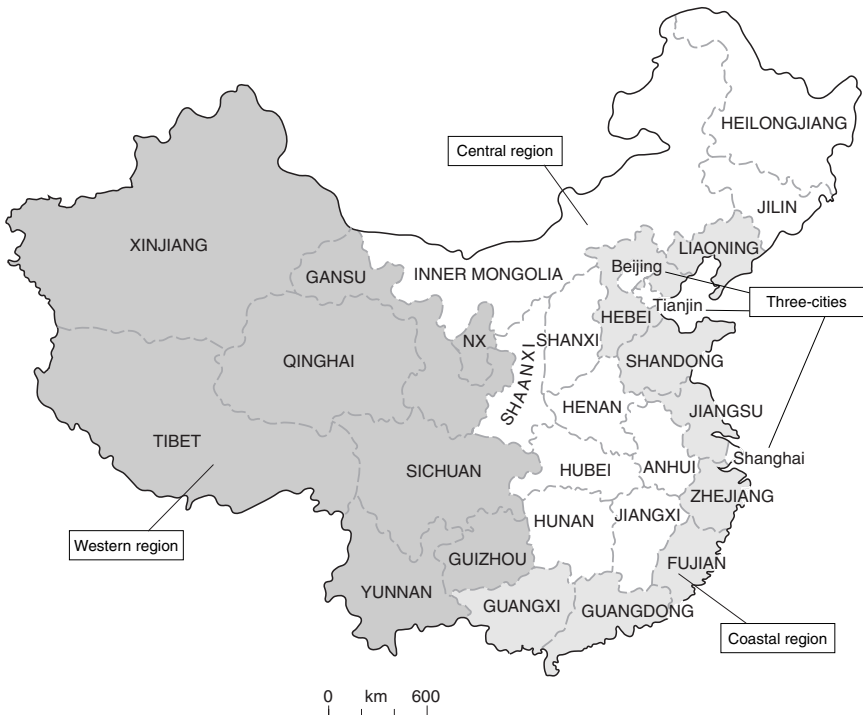 HEILONGJIANG
Central region
JILIN
XINJIANG
LIAONING
GANSU
INNER MONGOLIA
Beijing
Tianjin
Three-cities
HEBEI
NX
SHANXI
QINGHAI
SHANDONG
SHAANXI
HENAN
JIANGSU
TIBET
SICHUAN
HUBEI
ANHUI
Shanghai
ZHEJIANG
HUNAN
JIANGXI
Western region
GUIZHOU
FUJIAN
YUNNAN
GUANGXI
GUANGDONG
Coastal region
0 km 600